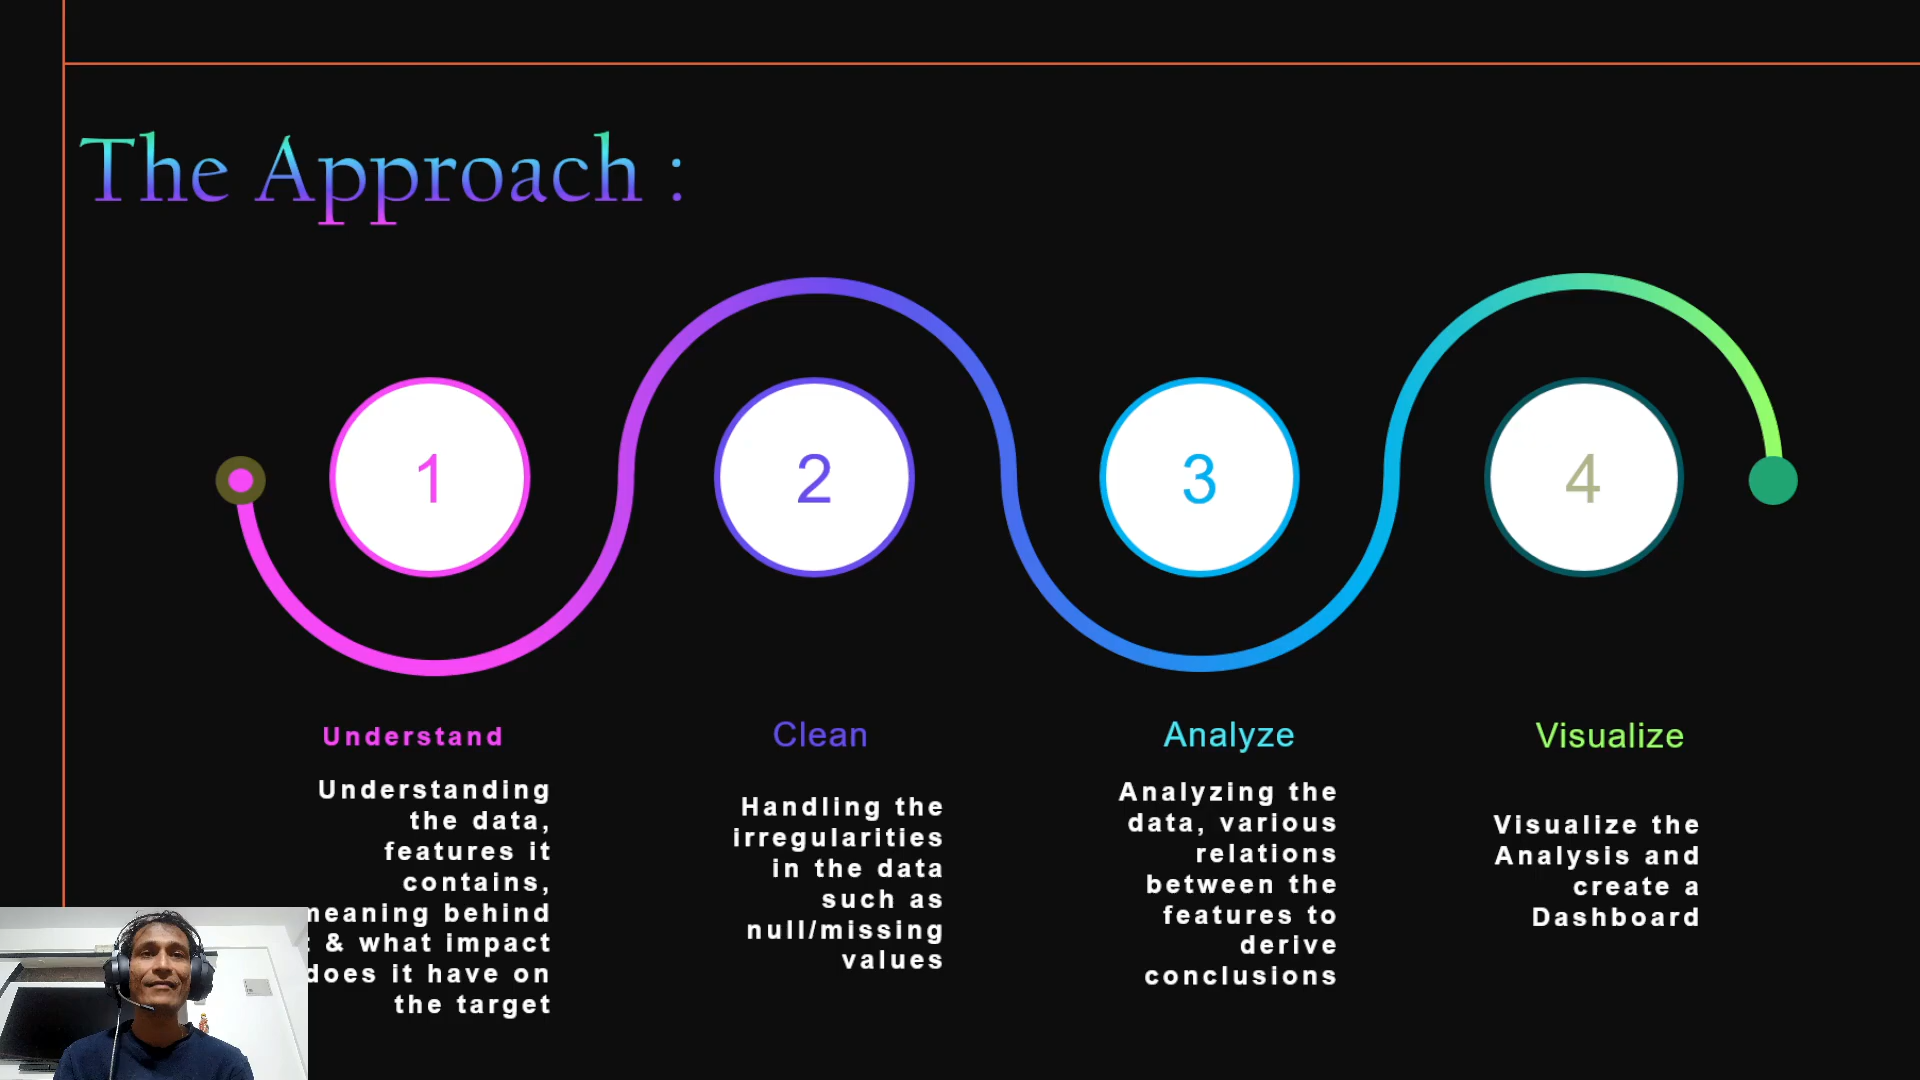 The Approach :
1
2
3
4
Understand
Understanding
the data,
features it
contains,
meaning behind
& what impact
does it have on
the target
Clean
Handling the
irregularities
in the data
such as
null/missing
values
Analyze
Analyzing the
data, various
relations
between the
features to
derive
conclusions
Visualize
Visualize the
Analysis and
create a
Dashboard